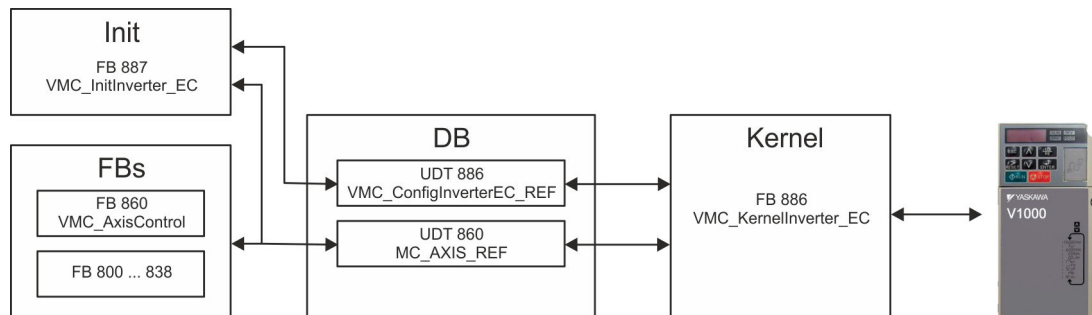 Init
FB 887
VMC_InitInverter_EC
FBs
FB 860
VMC_AxisControl
FB 800 ... 838
DB
UDT 886
VMC_ConfigInverterEC_REF
UDT 860
MC_AXIS_REF
Kernel
FB 886
VMC_KernelInverter_EC
YASKAWA
V1000